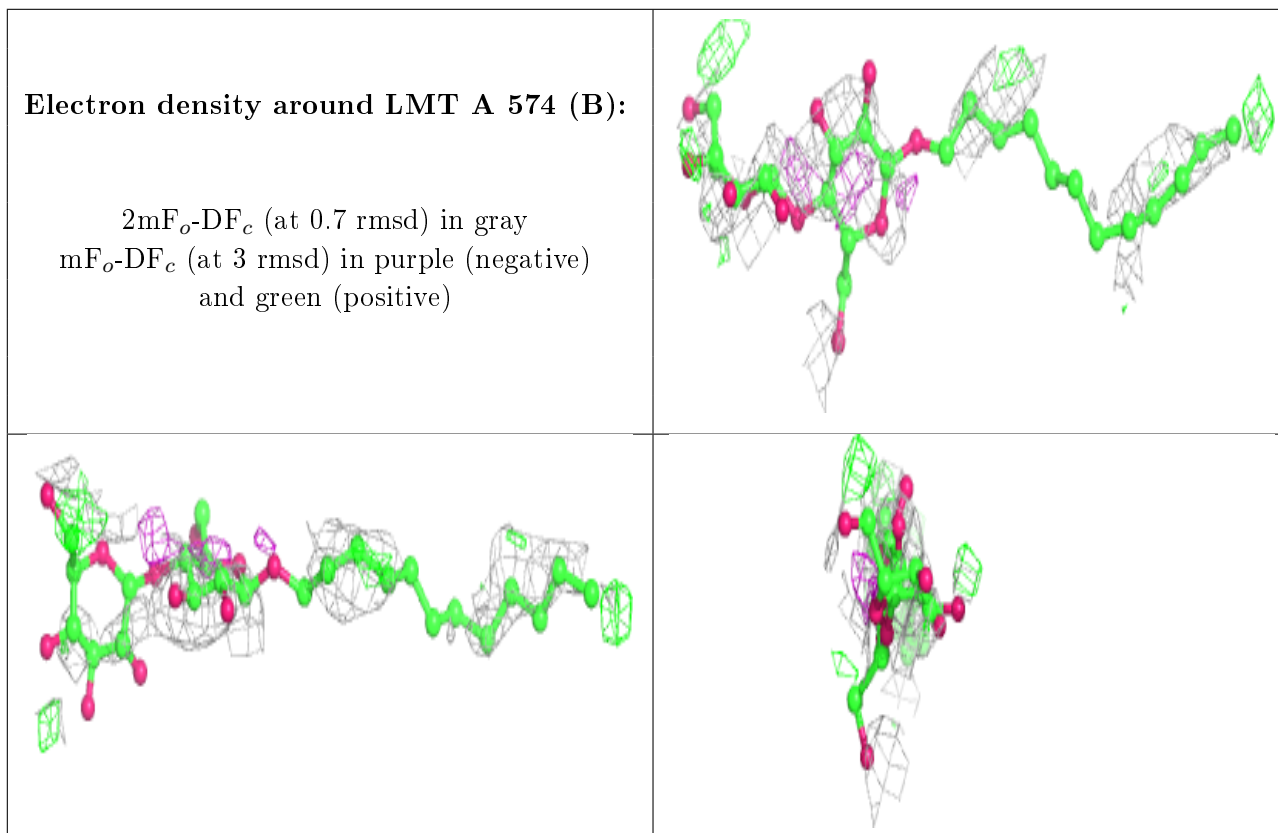 Electron density around LMT A 574 (B):
2mFo-DFc (at 0.7 rmsd) in gray
mFo-DFc (at 3 rmsd) in purple (negative)
and green (positive)